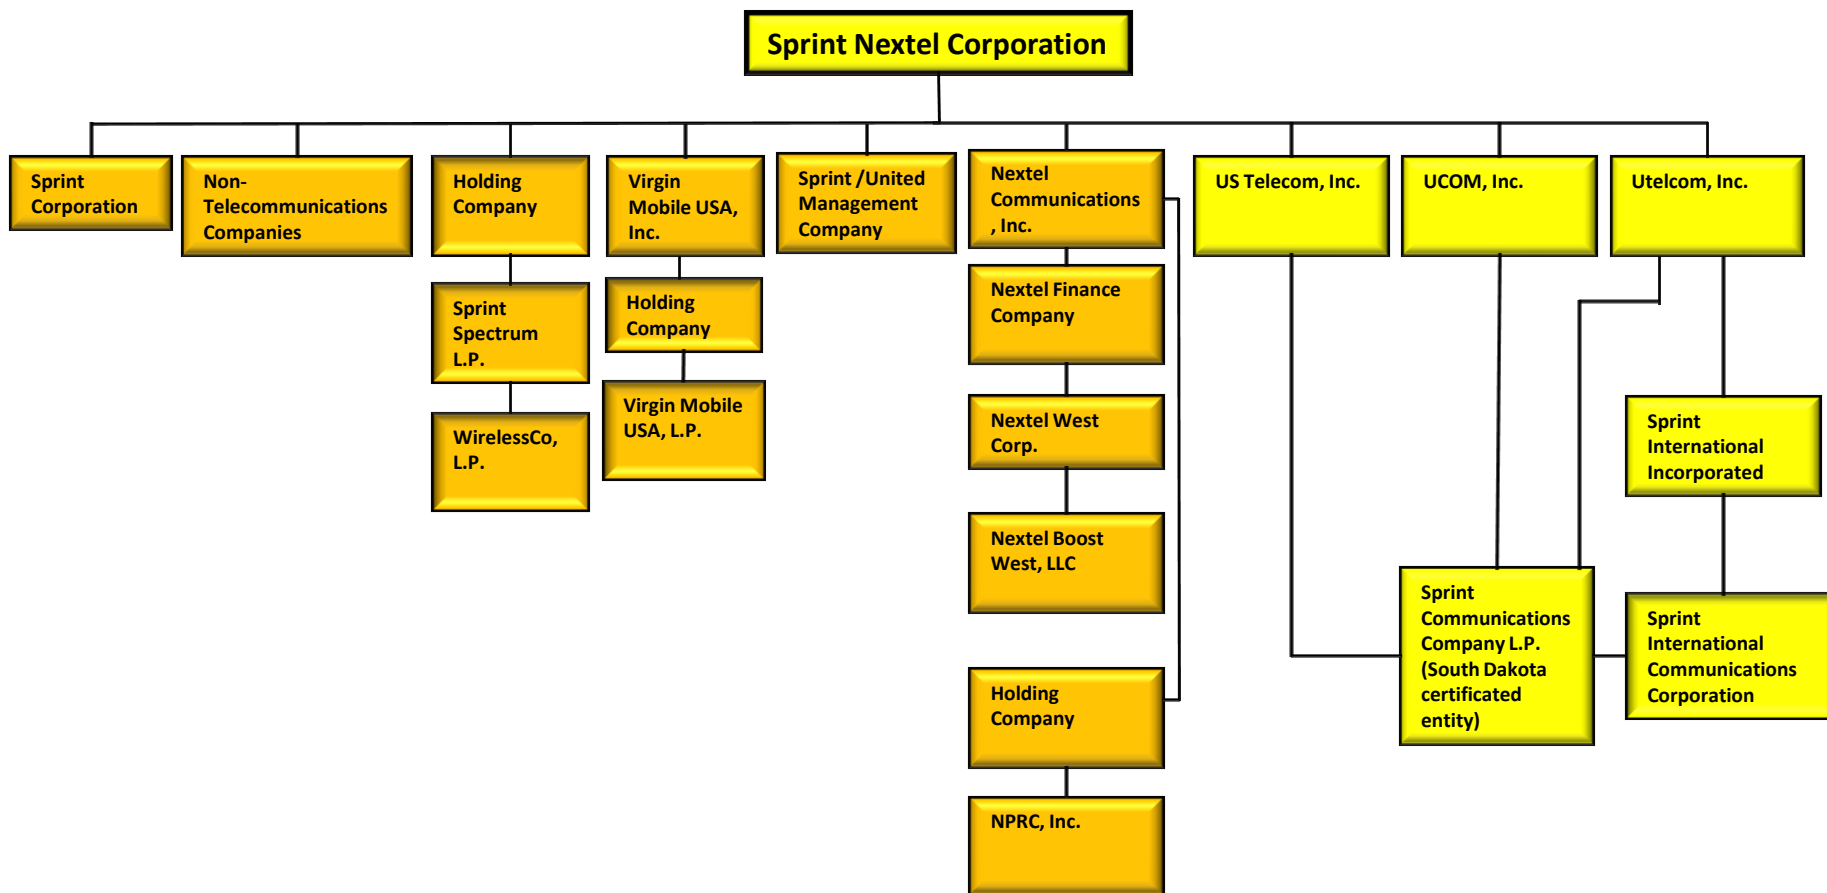 Sprint Nextel Corporation
Sprint
Corporation
Non-
Telecommunications
Companies
Holding
Company
Virgin
Mobile USA,
Inc.
Sprint /United
Management
Company
Nextel
Communications
, Inc.
US Telecom, Inc.
UCOM, Inc.
Utelcom, Inc.
Sprint
Spectrum
L.P.
Holding
Company
Nextel Finance
Company
WirelessCo,
L.P.
Virgin Mobile
USA, L.P.
Nextel West
Corp.
Sprint
International
Incorporated
Nextel Boost
West, LLC
Sprint
Communications
Company L.P.
(South Dakota
certificated
entity)
Sprint
International
Communications
Corporation
Holding
Company
NPRC, Inc.